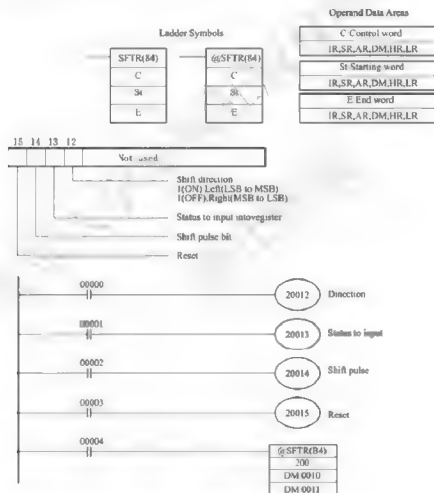 Operand Data Areas
Ladder Symbols
C Control word
IR,SR,AR,DM,HR,LR
St Starting word
IR,SR,AR,DM,HR,LR
E End word
IR,SR,AR,DM,HR,LR
SFTR(84)
C
St
E
@SFTR(84)
C
St
E
15 14 13 12
Not used
Shift direction
1(ON).Left(LSB to MSB)
1(OFF).Right(MSB to LSB)
Status to input intovegister
Shift pulse bit
Reset
00000
20012 Direction
00001
20013 Status to input
00002
20014 Shift pulse
00003
20015 Reset
00004
@SFTR(B4)
200
DM 0010
DM 0011